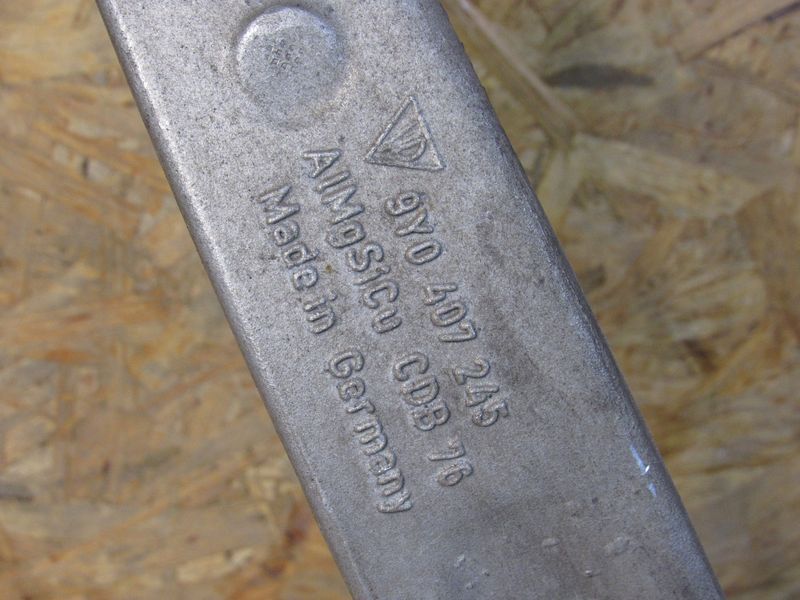 9Y0 407 245
AlMgSiCu CDB 76
Made in Germany